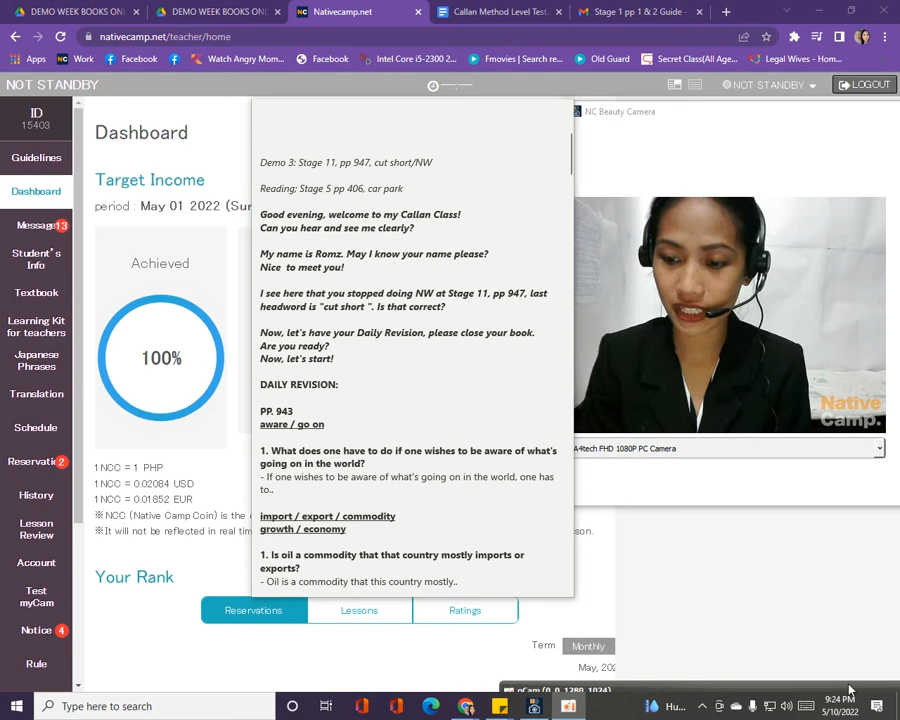 DEMO WEEK BOOKS ONL
DEMO WEEK BOOKS ONL
Nativecamp.net
Callan Method Level Test.
Stage 1 pp 1 & 2 Guide -
nativecamp.net/teacher/home
Apps
Work
Facebook
Watch Angry Mom...
Facebook
Intel Core i5-2300 2...
Fmovies | Search re...
Old Guard
Secret Class(All Age...
Legal Wives - Hom...
NOT STANDBY
--:--
NOT STANDBY
LOGOUT
ID
15403
Guidelines
Dashboard
Message 13
Student's
Info
Textbook
Learning Kit
for teachers
Japanese
Phrases
Translation
Schedule
Reservatio 2
History
Lesson
Review
Account
Test
myCam
Notice 4
Rule
Dashboard
Target Income
period : May 01 2022 (Sun
Achieved
100%
1 NCC = 1 PHP
1 NCC = 0.02084 USD
1 NCC = 0.01852 EUR
※NCC (Native Camp Coin) is the
※It will not be reflected in real tim
son.
Your Rank
Reservations
Lessons
Ratings
Term
Monthly
May, 202
Demo 3: Stage 11, pp 947, cut short/NW
Reading; Stage 5 pp 406, car park
Good evening, welcome to my Callan Class!
Can you hear and see me clearly?
My name is Romz. May I know your name please?
Nice to meet you!
I see here that you stopped doing NW at Stage 11, pp 947, last
headword is "cut short ". Is that correct?
Now, let's have your Daily Revision, please close your book.
Are you ready?
Now, let's start!
DAILY REVISION:
PP. 943
aware / go on
1. What does one have to do if one wishes to be aware of what's
going on in the world?
- If one wishes to be aware of what's going on in the world, one has
to..
import / export / commodity
growth / economy
1. Is oil a commodity that that country mostly imports or
exports?
- Oil is a commodity that this country mostly..
NC Beauty Camera
Native
Camp.
A4tech FHD 1080P PC Camera
oCam (0, 0, 1280, 1024)
Type here to search
Hu...
9:24 PM
5/10/2022